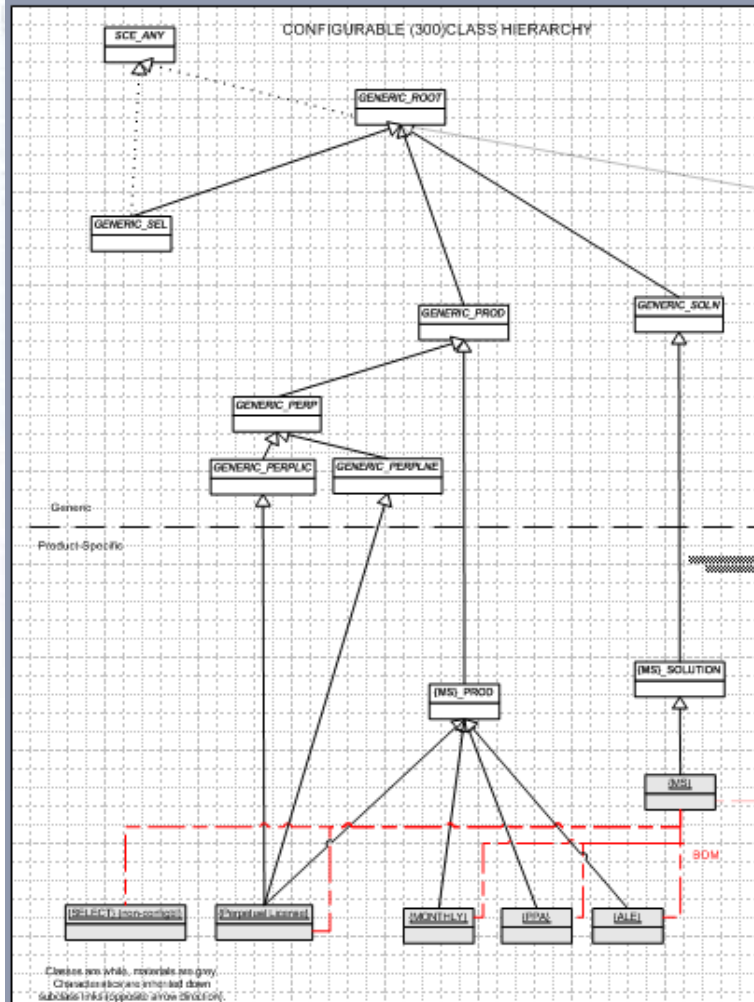 CONFIGURABLE (300)CLASS HIERARCHY
SCE_ANY
GENERIC_ROOT
GENERIC_SEL
GENERIC_PROD
GENERIC_SOLN
GENERIC_PERP
GENERIC_PERPLIC
GENERIC_PERPLNE
Generic
Product-Specific
{MS}_PROD
{MS}_SOLUTION
{MS}
BOM
{SELECT} (non-configd)
{Perpetual License}
{MONTHLY}
{PPA}
{ALE}
Classes are while, materials are grey.
Characteristics are inherited down
subclass links (opposite arrow direction).